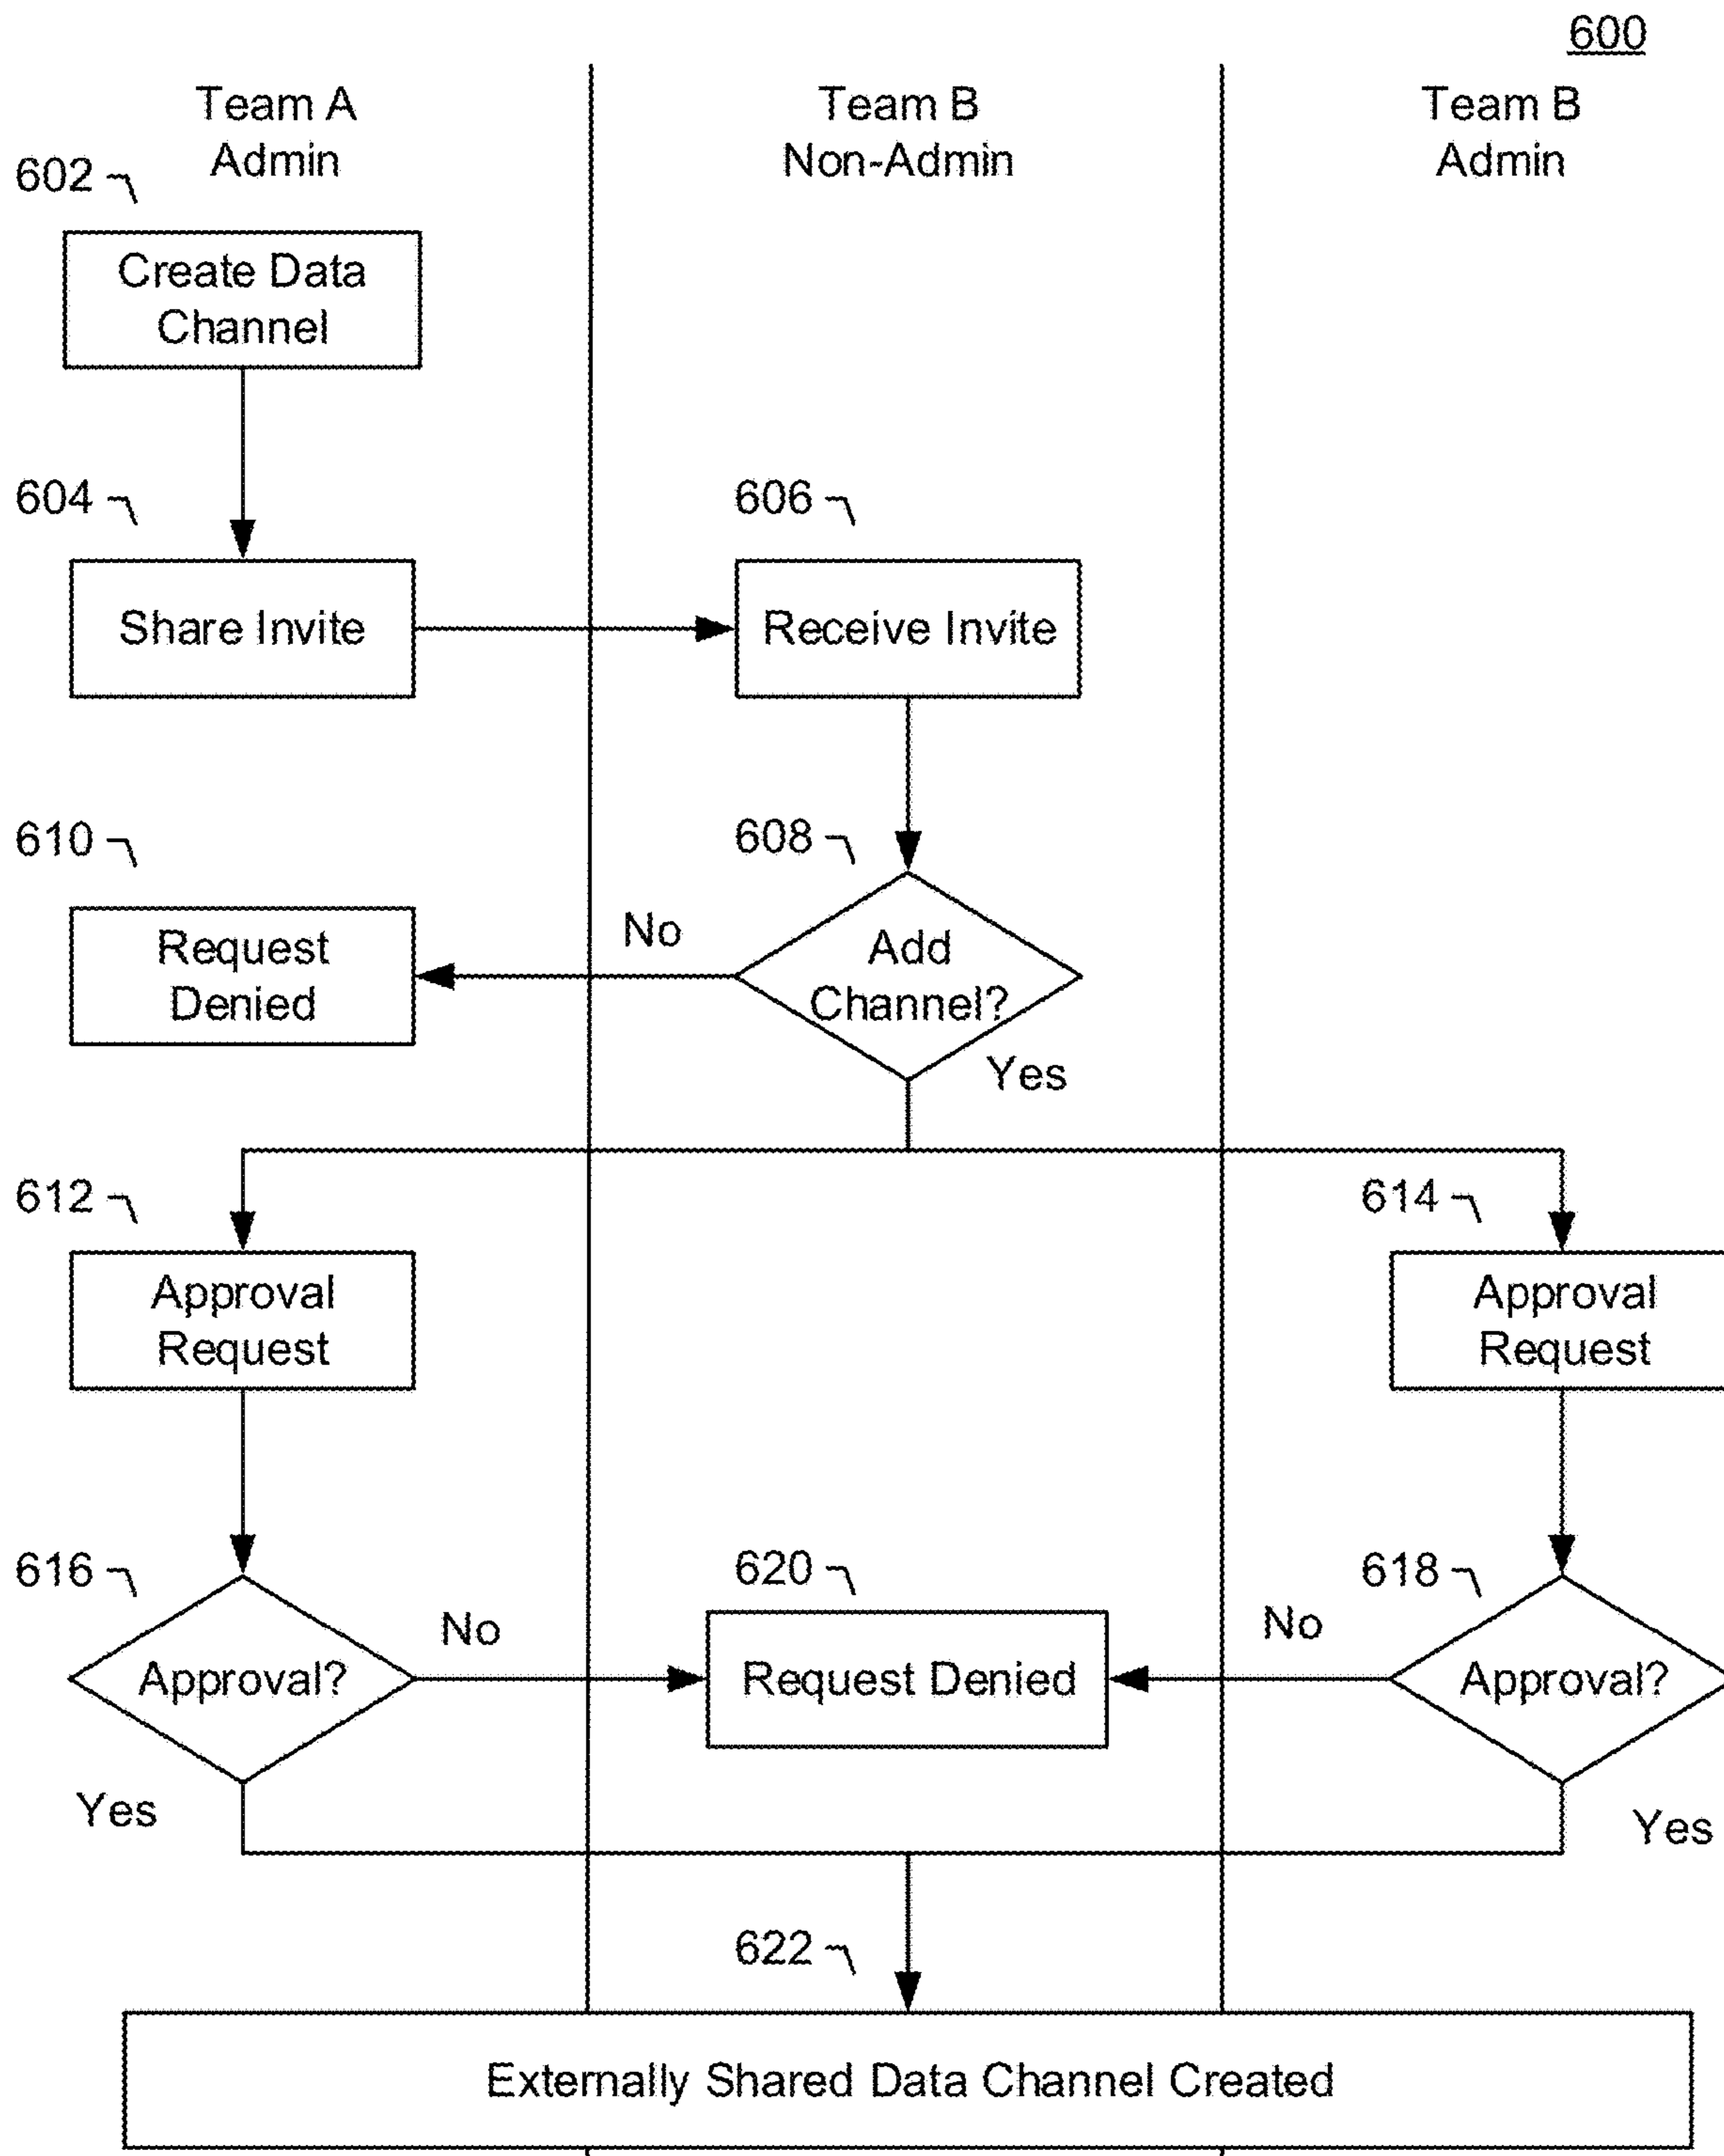 600
Team A
Admin
Team B
Non-Admin
Team B
Admin
602
Create Data
Channel
604
Share Invite
606
Receive Invite
610
Request
Denied
No
608
Add
Channel?
Yes
612
Approval
Request
614
Approval
Request
616
Approval?
No
620
Request Denied
No
618
Approval?
Yes
Yes
622
Externally Shared Data Channel Created